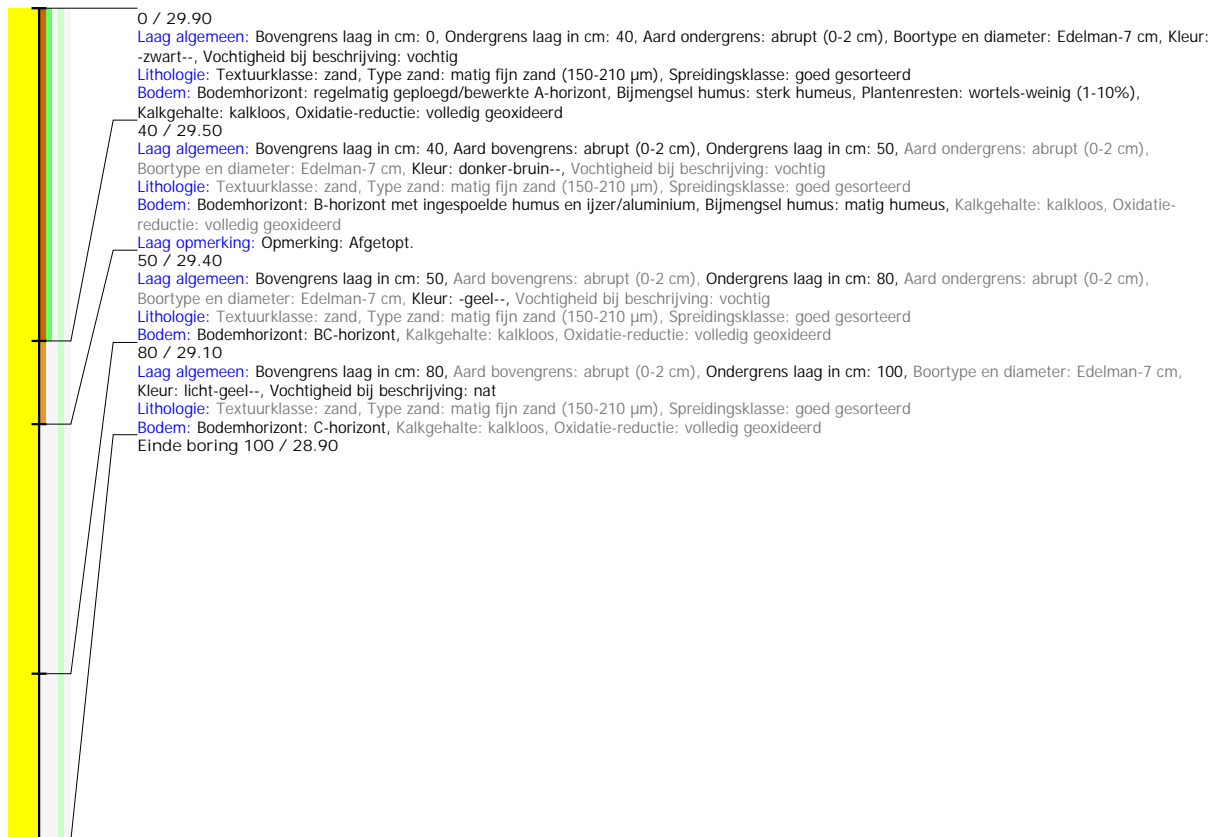 0 / 29.90
Laag algemeen: Bovengrens laag in cm: 0, Ondergrens laag in cm: 40, Aard ondergrens: abrupt (0-2 cm), Boortype en diameter: Edelman-7 cm, Kleur:
-zwart--, Vochtigheid bij beschrijving: vochtig
Lithologie: Textuurklasse: zand, Type zand: matig fijn zand (150-210 µm), Spreidingsklasse: goed gesorteerd
Bodem: Bodemhorizont: regelmatig geploegd/bewerkte A-horizont, Bijmengsel humus: sterk humeus, Plantenresten: wortels-weinig (1-10%),
Kalkgehalte: kalkloos, Oxidatie-reductie: volledig geoxideerd
40 / 29.50
Laag algemeen: Bovengrens laag in cm: 40, Aard bovengrens: abrupt (0-2 cm), Ondergrens laag in cm: 50, Aard ondergrens: abrupt (0-2 cm),
Boortype en diameter: Edelman-7 cm, Kleur: donker-bruin--, Vochtigheid bij beschrijving: vochtig
Lithologie: Textuurklasse: zand, Type zand: matig fijn zand (150-210 µm), Spreidingsklasse: goed gesorteerd
Bodem: Bodemhorizont: B-horizont met ingespoelde humus en ijzer/aluminium, Bijmengsel humus: matig humeus, Kalkgehalte: kalkloos, Oxidatie-
reductie: volledig geoxideerd
Laag opmerking: Opmerking: Afgetopt.
50 / 29.40
Laag algemeen: Bovengrens laag in cm: 50, Aard bovengrens: abrupt (0-2 cm), Ondergrens laag in cm: 80, Aard ondergrens: abrupt (0-2 cm),
Boortype en diameter: Edelman-7 cm, Kleur: -geel--, Vochtigheid bij beschrijving: vochtig
Lithologie: Textuurklasse: zand, Type zand: matig fijn zand (150-210 µm), Spreidingsklasse: goed gesorteerd
Bodem: Bodemhorizont: BC-horizont, Kalkgehalte: kalkloos, Oxidatie-reductie: volledig geoxideerd
80 / 29.10
Laag algemeen: Bovengrens laag in cm: 80, Aard bovengrens: abrupt (0-2 cm), Ondergrens laag in cm: 100, Boortype en diameter: Edelman-7 cm,
Kleur: licht-geel--, Vochtigheid bij beschrijving: nat
Lithologie: Textuurklasse: zand, Type zand: matig fijn zand (150-210 µm), Spreidingsklasse: goed gesorteerd
Bodem: Bodemhorizont: C-horizont, Kalkgehalte: kalkloos, Oxidatie-reductie: volledig geoxideerd
Einde boring 100 / 28.90